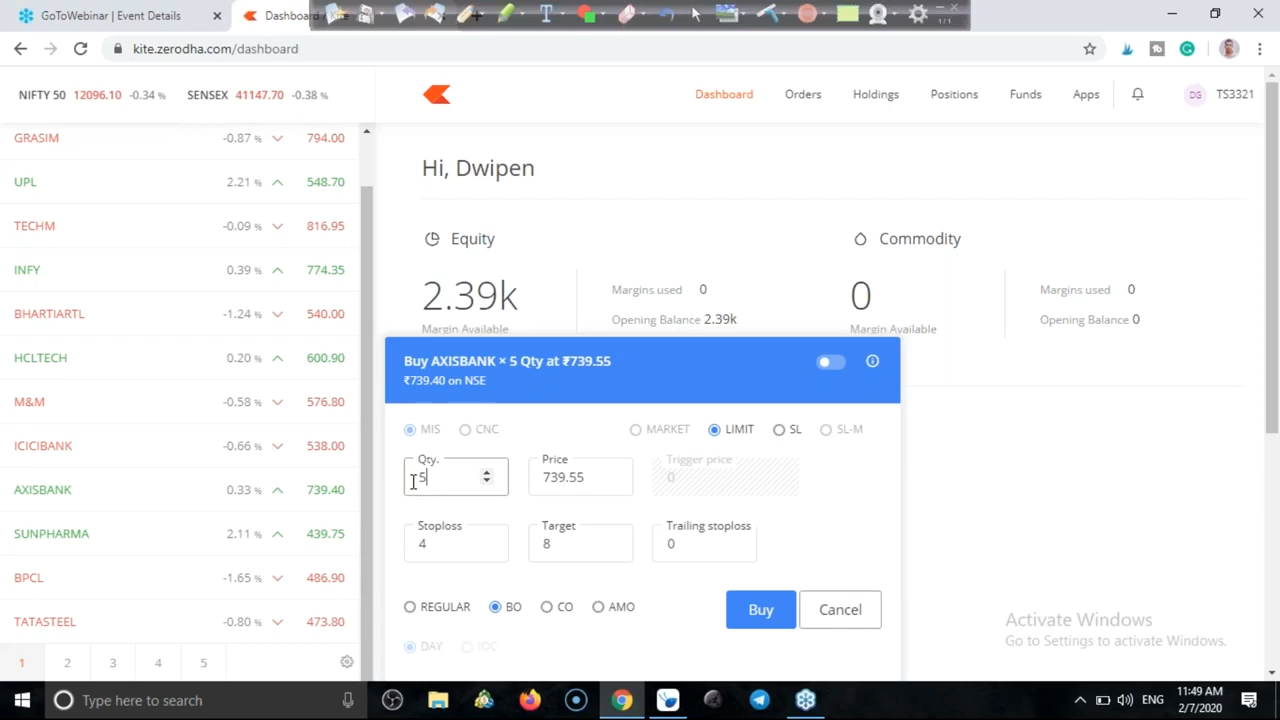 GoToWebinar | Event Details
Dashboard /
1/1
kite.zerodha.com/dashboard
NIFTY 50 12096.10 -0.34 % SENSEX 41147.70 -0.38 %
Dashboard Orders Holdings Positions Funds Apps DG TS3321
GRASIM -0.87 % 794.00
UPL 2.21 % 548.70
TECHM -0.09 % 816.95
INFY 0.39 % 774.35
BHARTIARTL -1.24 % 540.00
HCLTECH 0.20 % 600.90
M&M -0.58 % 576.80
ICICIBANK -0.66 % 538.00
AXISBANK 0.33 % 739.40
SUNPHARMA 2.11 % 439.75
BPCL -1.65 % 486.90
TATASTEEL -0.80 % 473.80
1 2 3 4 5
Hi, Dwipen
Equity
2.39k
Margin Available
Margins used 0
Opening Balance 2.39k
Commodity
0
Margin Available
Margins used 0
Opening Balance 0
Buy AXISBANK × 5 Qty at ₹739.55
₹739.40 on NSE
MIS CNC MARKET LIMIT SL SL-M
Qty. Price Trigger price
5 739.55 0
Stoploss Target Trailing stoploss
4 8 0
REGULAR BO CO AMO Buy Cancel
DAY IOC
Activate Windows
Go to Settings to activate Windows.
Type here to search
ENG
11:49 AM
2/7/2020